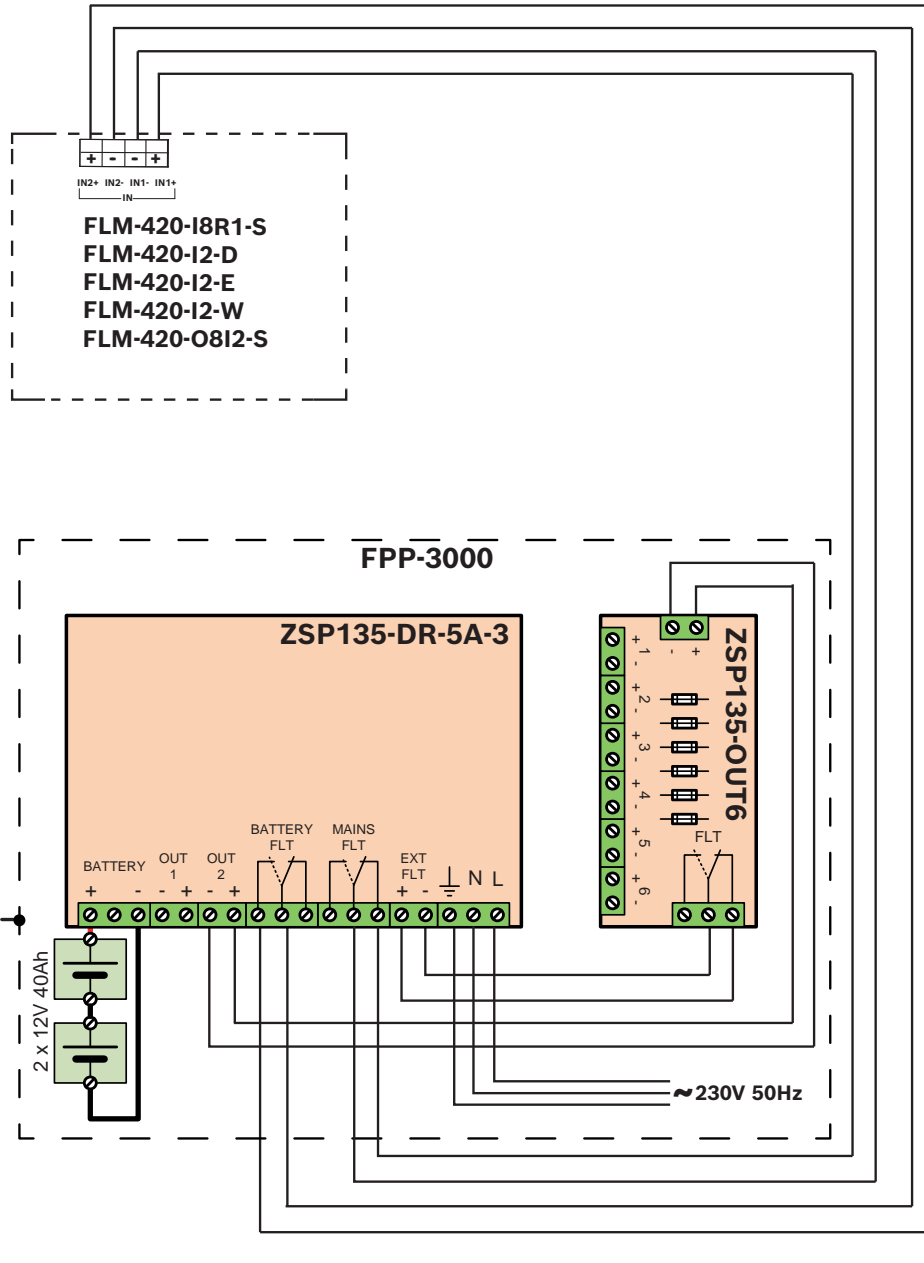 + - - +
IN2+ IN2- IN1- IN1+
IN
FLM-420-I8R1-S
FLM-420-I2-D
FLM-420-I2-E
FLM-420-I2-W
FLM-420-O8I2-S
FPP-3000
ZSP135-DR-5A-3
BATTERY
+ -
OUT
1
- +
OUT
2
- +
BATTERY
FLT
MAINS
FLT
EXT
FLT
+ -
N L
2 x 12V 40Ah
~230V 50Hz
ZSP135-OUT6
- +
+ 1 -
+ 2 -
+ 3 -
+ 4 -
+ 5 -
+ 6 -
FLT